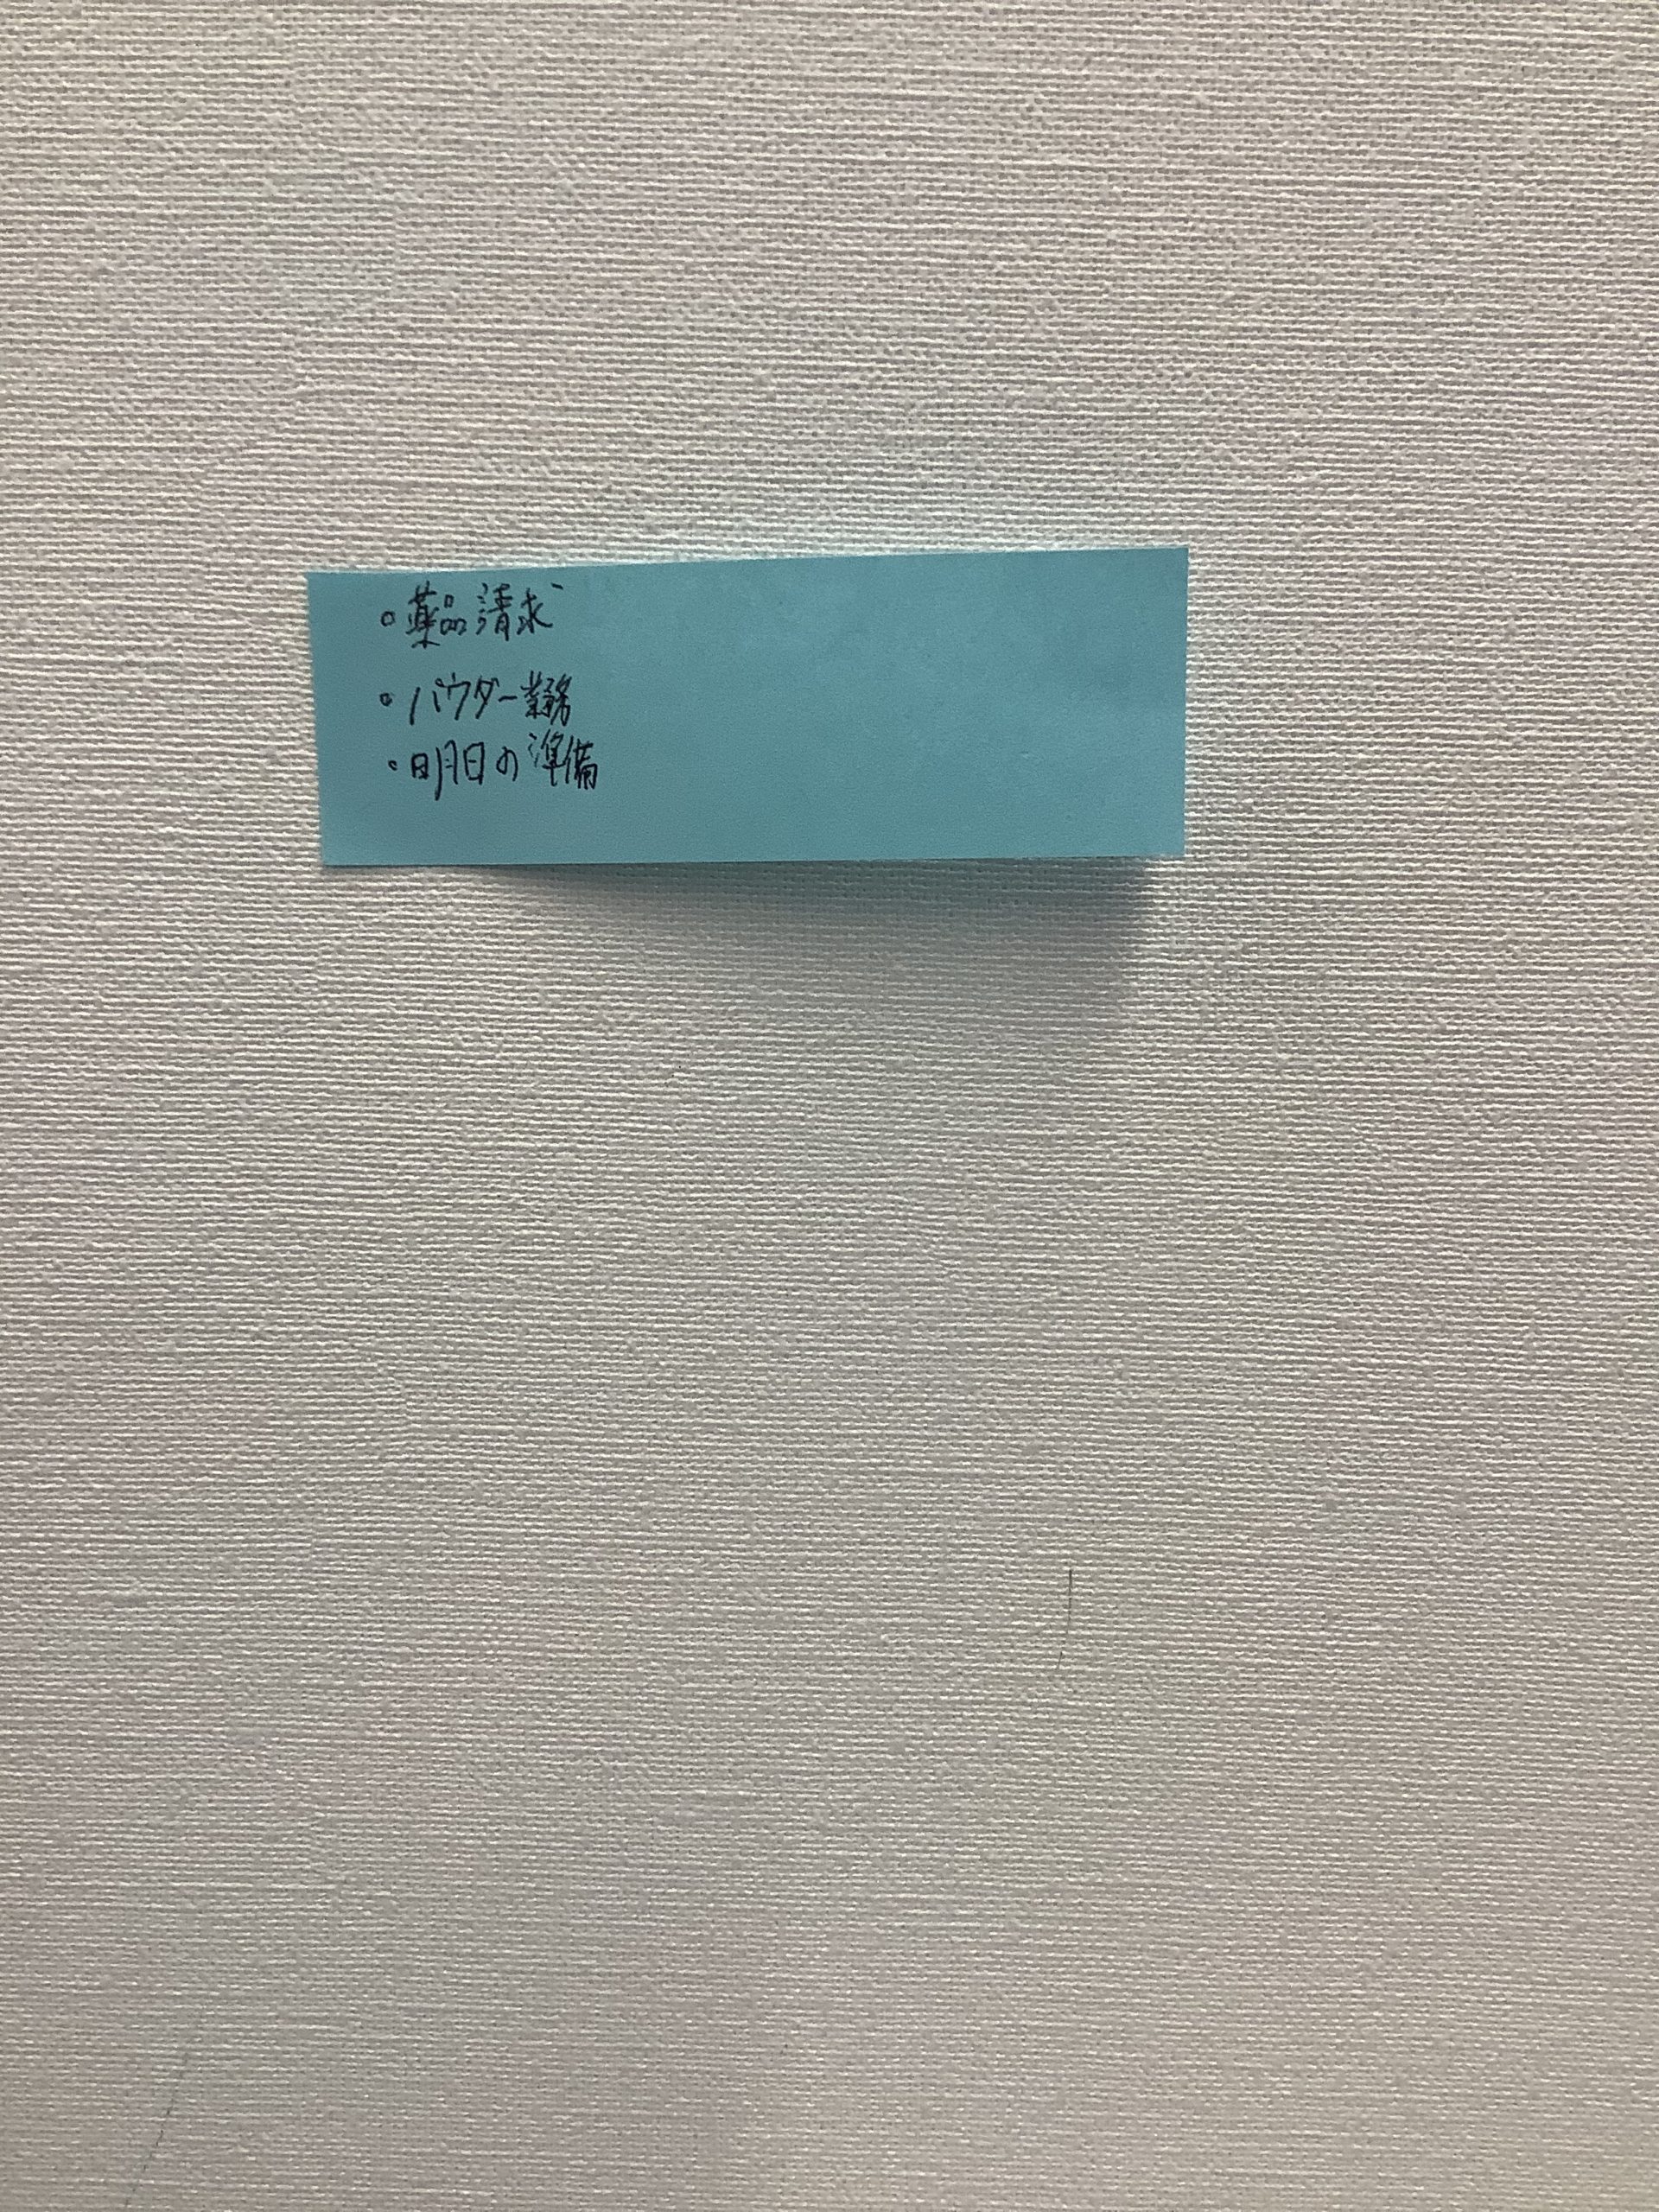 。薬品請求
。パウダー業務
。明日の準備